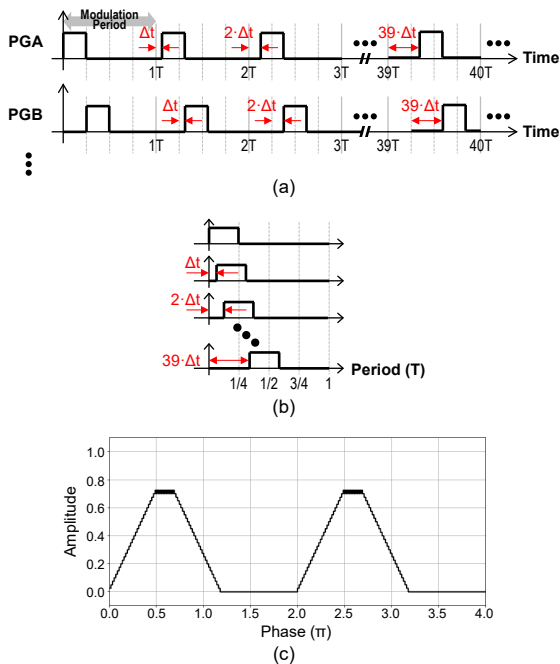 Modulation
Period
PGA
Δt
2·Δt
39·Δt
1T
2T
3T
39T
40T
Time
PGB
Δt
2·Δt
39·Δt
1T
2T
3T
39T
40T
Time
(a)
Δt
2·Δt
39·Δt
1/4
1/2
3/4
1
Period (T)
(b)
Amplitude
1.0
0.8
0.6
0.4
0.2
0.0
0.0
0.5
1.0
1.5
2.0
2.5
3.0
3.5
4.0
Phase (π)
(c)